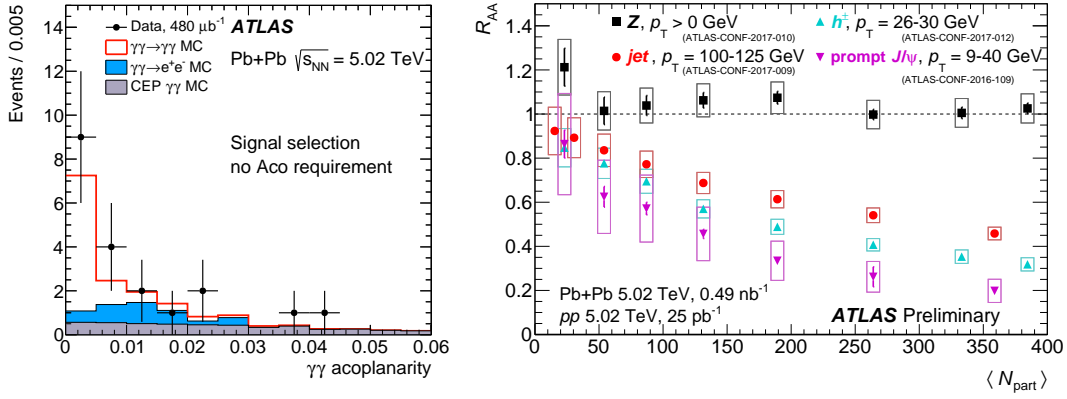 Events / 0.005
14
12
10
8
6
4
2
0
ATLAS
Data, 480 μb⁻¹
γγ→γγ MC
γγ→e⁺e⁻ MC
CEP γγ MC
Pb+Pb √sNN = 5.02 TeV
Signal selection
no Aco requirement
0 0.01 0.02 0.03 0.04 0.05 0.06
γγ acoplanarity
RAA
1.4
1.2
1
0.8
0.6
0.4
0.2
0
Z, pT > 0 GeV
(ATLAS-CONF-2017-010)
h±, pT = 26-30 GeV
(ATLAS-CONF-2017-012)
jet, pT = 100-125 GeV
(ATLAS-CONF-2017-009)
prompt J/ψ, pT = 9-40 GeV
(ATLAS-CONF-2016-109)
Pb+Pb 5.02 TeV, 0.49 nb⁻¹
pp 5.02 TeV, 25 pb⁻¹
ATLAS Preliminary
0 50 100 150 200 250 300 350 400
⟨ Npart ⟩